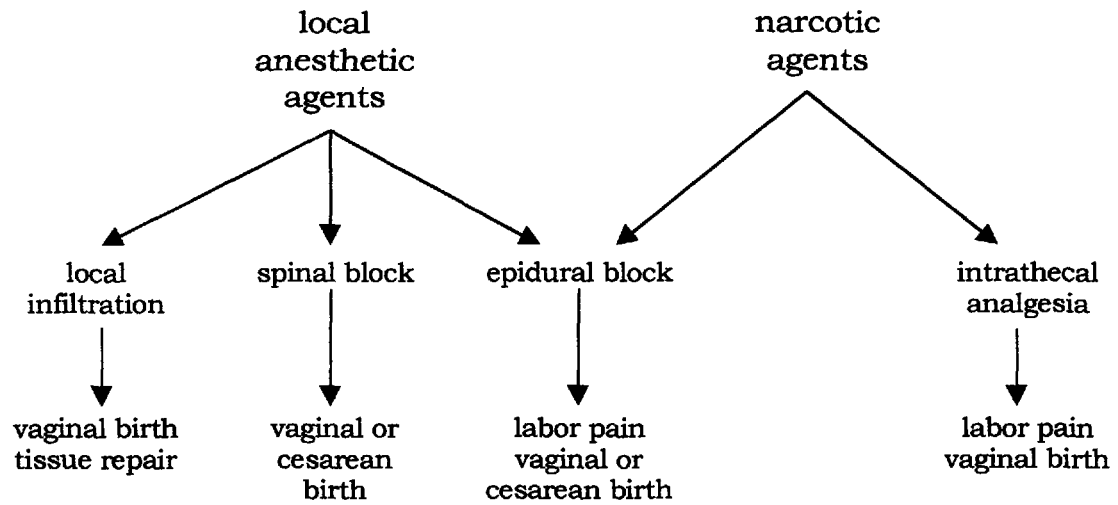 local
anesthetic
agents
narcotic
agents
local
infiltration
spinal block
epidural block
intrathecal
analgesia
vaginal birth
tissue repair
vaginal or
cesarean
birth
labor pain
vaginal or
cesarean birth
labor pain
vaginal birth